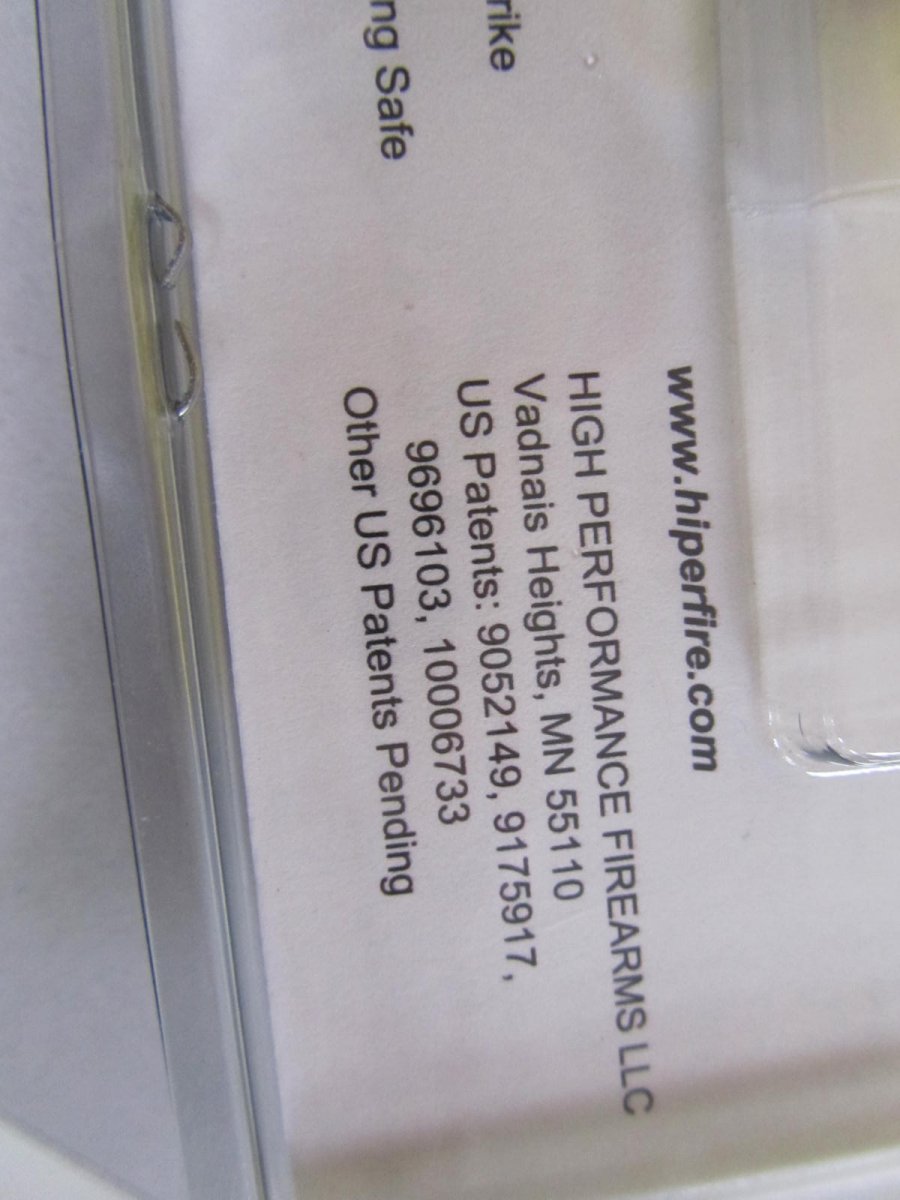 rike
ng Safe
www.hiperfire.com
HIGH PERFORMANCE FIREARMS LLC
Vadnais Heights, MN 55110
US Patents: 9052149, 9175917,
9696103, 10006733
Other US Patents Pending